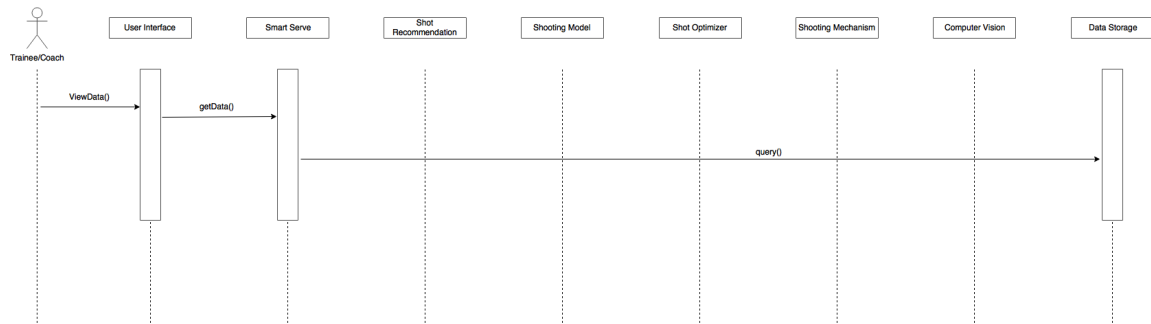 Trainee/Coach
User Interface
Smart Serve
Shot
Recommendation
Shooting Model
Shot Optimizer
Shooting Mechanism
Computer Vision
Data Storage
ViewData()
getData()
query()